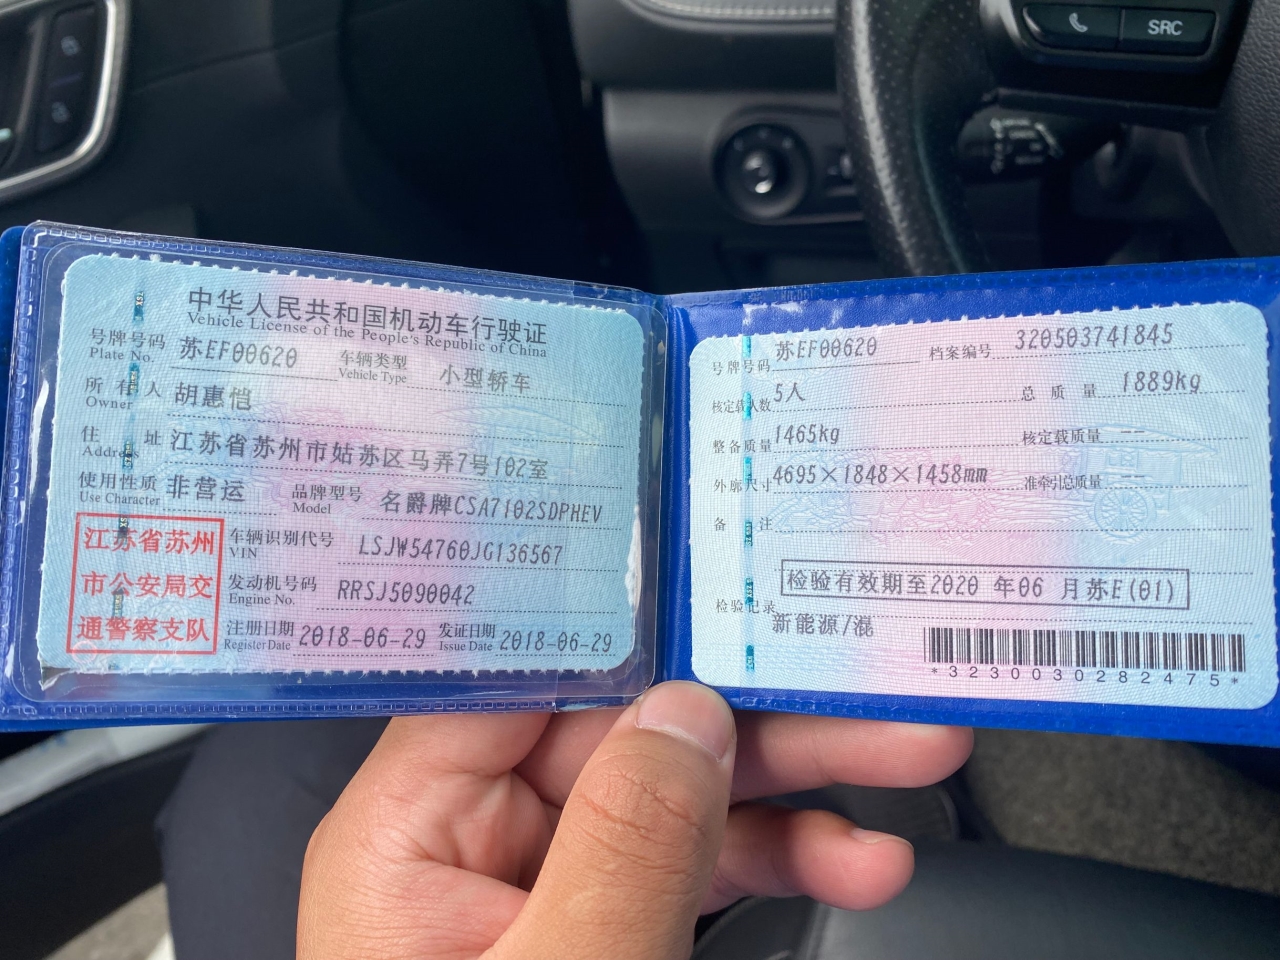 SRC
中华人民共和国机动车行驶证
Vehicle License of the People's Republic of China
号牌号码 苏EF00620 车辆类型 小型轿车
Plate No. Vehicle Type
所有人 胡惠恺
Owner
住址 江苏省苏州市姑苏区马弄7号102室
Address
使用性质 非营运 品牌型号 名爵牌CSA7102SDPHEV
Use Character Model
江苏省苏州
市公安局交
通警察支队
车辆识别代号 LSJW54760JG136567
VIN
发动机号码 RRSJ5090042
Engine No.
注册日期 2018-06-29 发证日期 2018-06-29
Register Date Issue Date
号牌号码 苏EF00620 档案编号 320503741845
核定载人数 5人 总质量 1889kg
整备质量 1465kg 核定载质量 --
外廓尺寸 4695×1848×1458mm 准牵引总质量 --
备注
检验有效期至2020 年06 月苏E(01)
检验记录
新能源/混
*3230030282475*